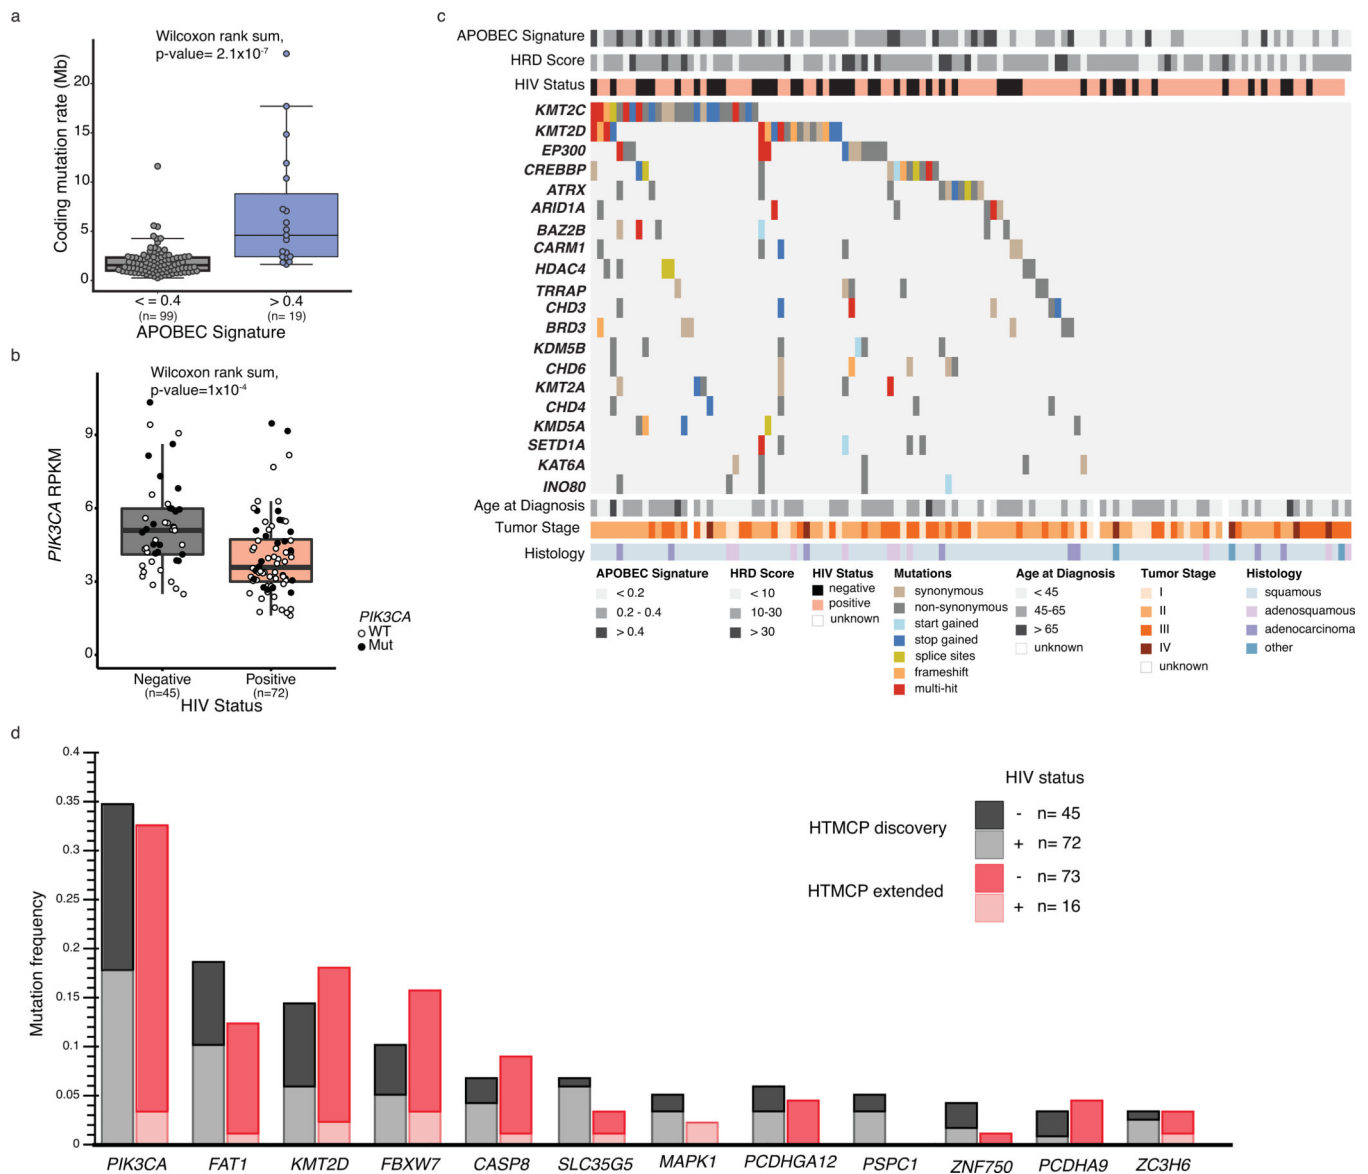 a
Wilcoxon rank sum,
p-value= 2.1x10⁻⁷
Coding mutation rate (Mb)
20
15
10
5
0
< = 0.4
(n= 99)
> 0.4
(n= 19)
APOBEC Signature
b
Wilcoxon rank sum,
p-value=1x10⁻⁴
PIK3CA RPKM
9
6
3
0
PIK3CA
WT
Mut
Negative
(n=45)
Positive
(n=72)
HIV Status
c
APOBEC Signature
HRD Score
HIV Status
KMT2C
KMT2D
EP300
CREBBP
ATRX
ARID1A
BAZ2B
CARM1
HDAC4
TRRAP
CHD3
BRD3
KDM5B
CHD6
KMT2A
CHD4
KMD5A
SETD1A
KAT6A
INO80
Age at Diagnosis
Tumor Stage
Histology
APOBEC Signature
< 0.2
0.2 - 0.4
> 0.4
HRD Score
< 10
10-30
> 30
HIV Status
negative
positive
unknown
Mutations
synonymous
non-synonymous
start gained
stop gained
splice sites
frameshift
multi-hit
Age at Diagnosis
< 45
45-65
> 65
unknown
Tumor Stage
I
II
III
IV
unknown
Histology
squamous
adenosquamous
adenocarcinoma
other
d
Mutation frequency
0.4
0.35
0.3
0.25
0.2
0.15
0.1
0.05
0
HIV status
HTMCP discovery
- n= 45
+ n= 72
HTMCP extended
- n= 73
+ n= 16
PIK3CA
FAT1
KMT2D
FBXW7
CASP8
SLC35G5
MAPK1
PCDHGA12
PSPC1
ZNF750
PCDHA9
ZC3H6